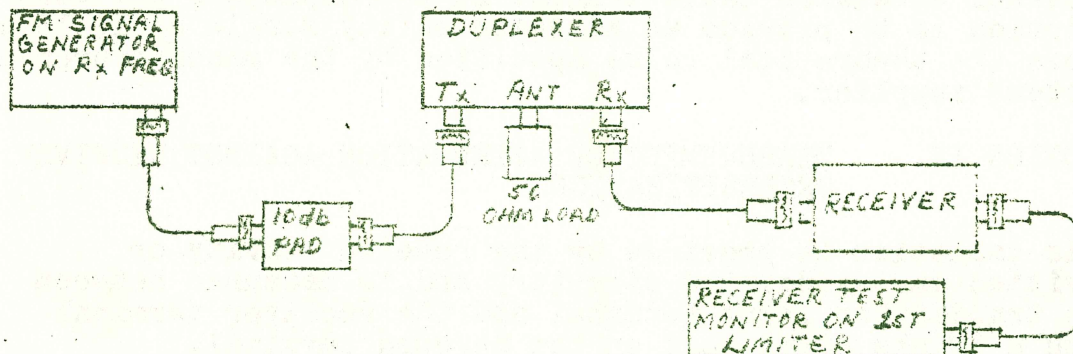 FM SIGNAL
GENERATOR
ON Rx FREQ
DUPLEXER
Tx ANT Rx
50
OHM LOAD
10db
PAD
RECEIVER
RECEIVER TEST
MONITOR ON 1ST
LIMITER